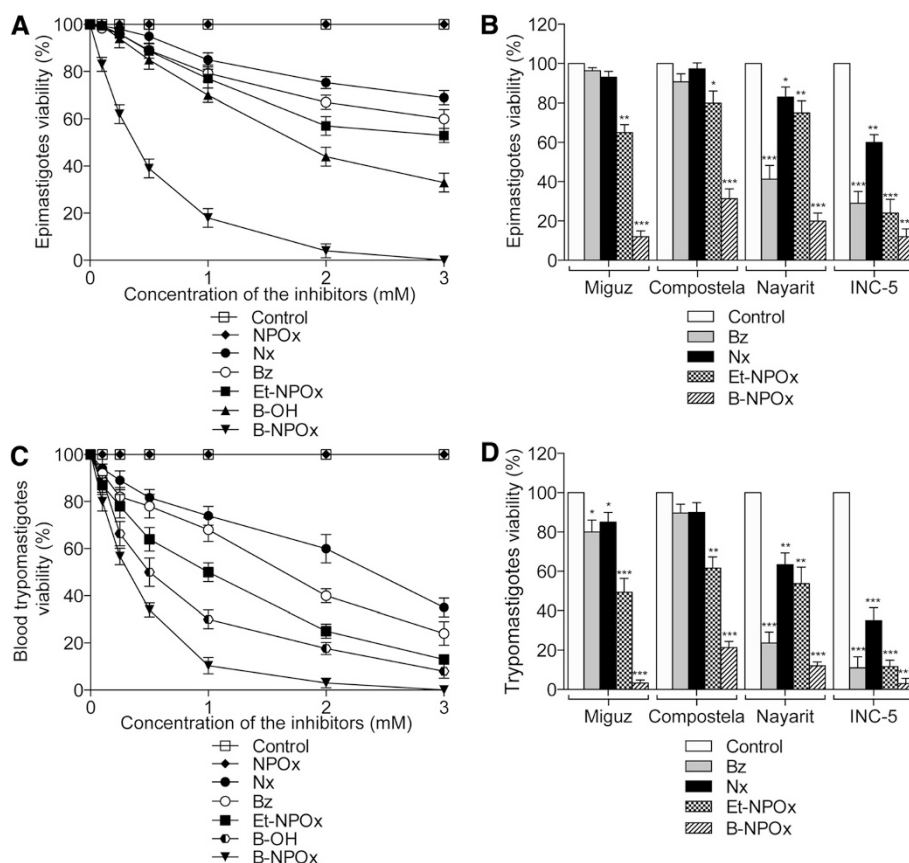 A
Epimastigotes viability (%)
100
80
60
40
20
0
0 1 2 3
Concentration of the inhibitors (mM)
Control
NPOx
Nx
Bz
Et-NPOx
B-OH
B-NPOx
B
Epimastigotes viability (%)
120
100
80
60
40
20
0
** *** * *** *** * ** *** *** ** *** **
Miguz Compostela Nayarit INC-5
Control
Bz
Nx
Et-NPOx
B-NPOx
C
Blood trypomastigotes
viability (%)
100
80
60
40
20
0
0 1 2 3
Concentration of the inhibitors (mM)
Control
NPOx
Nx
Bz
Et-NPOx
B-OH
B-NPOx
D
Trypomastigotes viability (%)
120
100
80
60
40
20
0
* * *** *** ** *** *** ** ** *** *** *** *** **
Miguz Compostela Nayarit INC-5
Control
Bz
Nx
Et-NPOx
B-NPOx